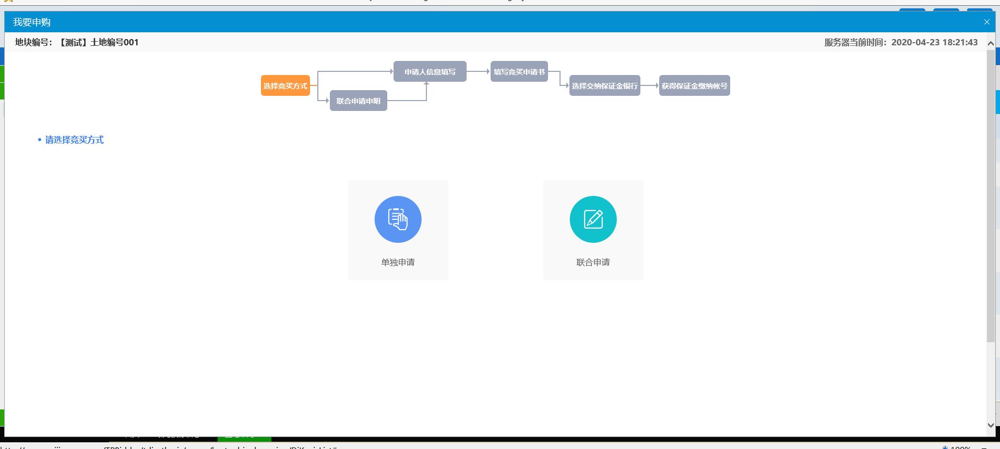 我要申购
地块编号：【测试】土地编号001
服务器当前时间：2020-04-23 18:21:43
选择竞买方式
申请人信息填写
联合申请申明
填写竞买申请书
选择交纳保证金银行
获得保证金缴纳帐号
• 请选择竞买方式
单独申请
联合申请
100%